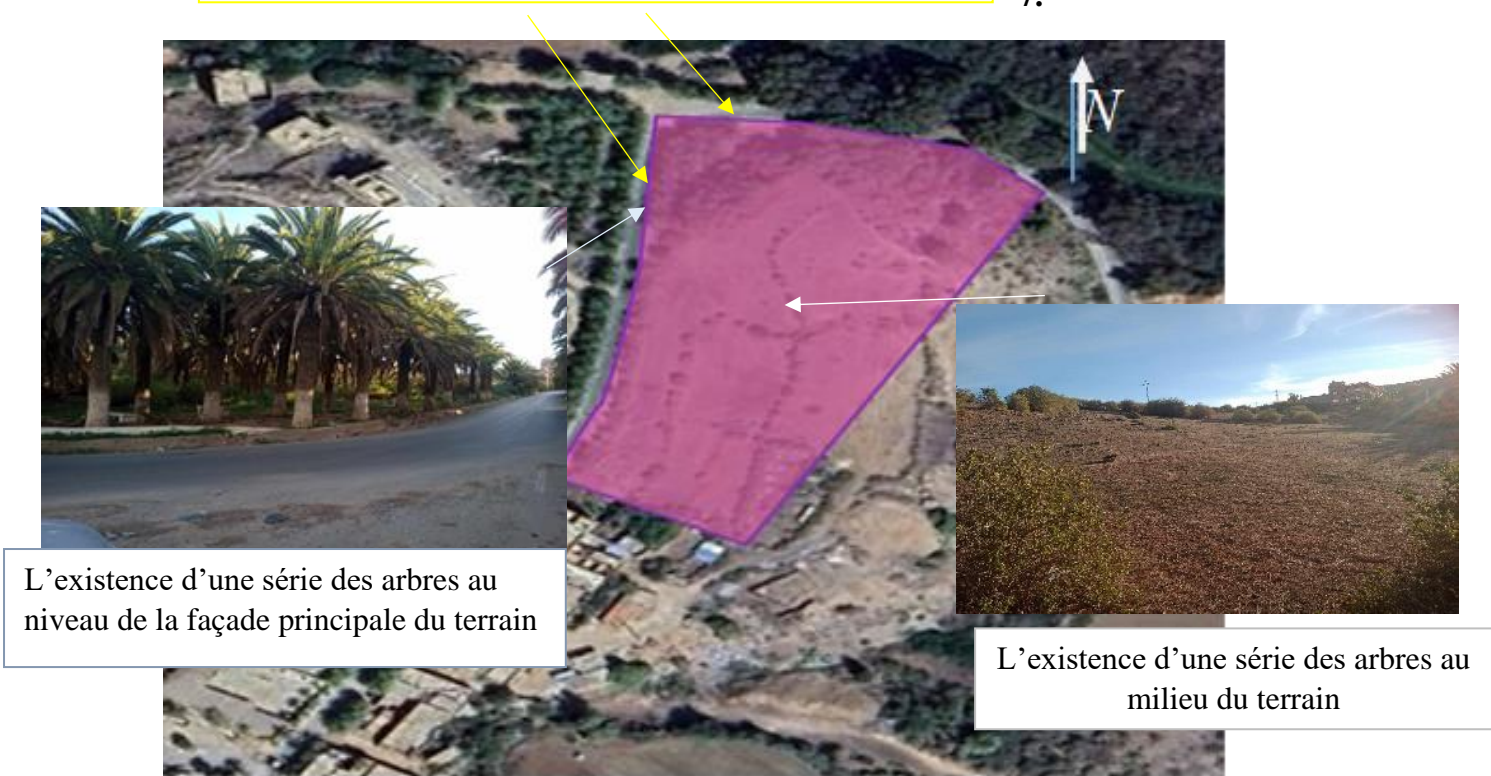 N
L'existence d'une série des arbres au
niveau de la façade principale du terrain
L'existence d'une série des arbres au
milieu du terrain